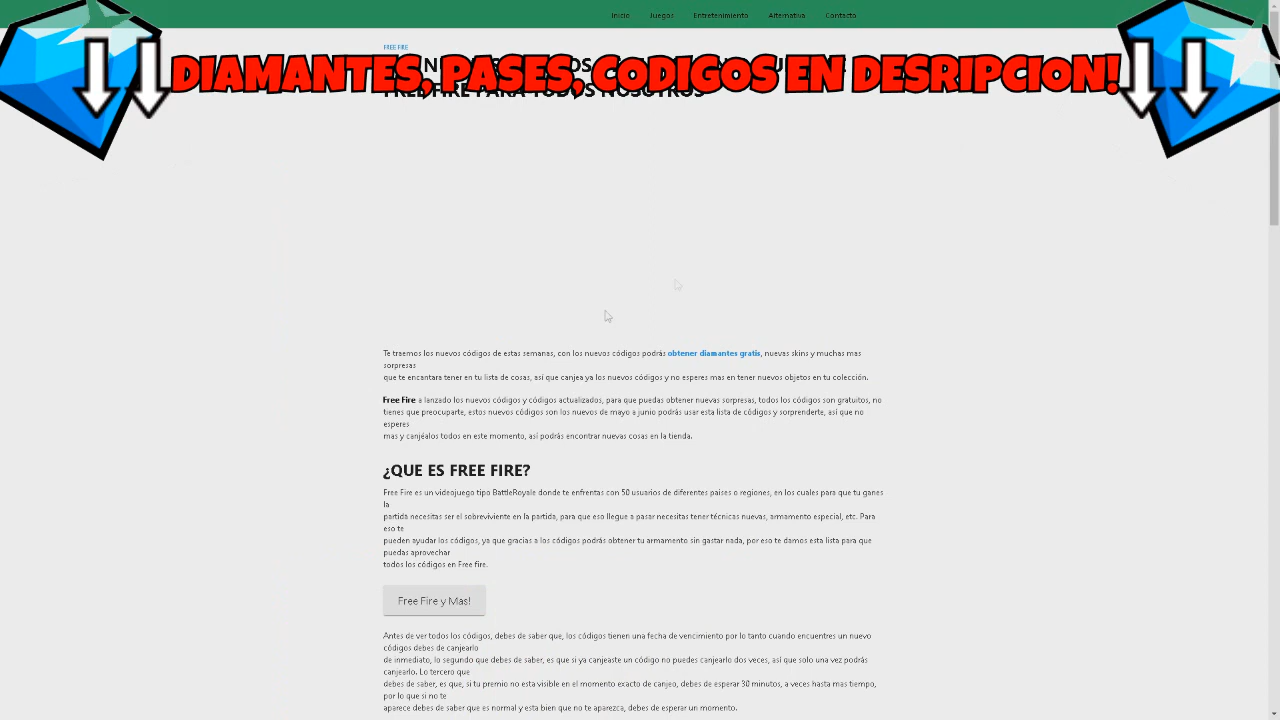 Inicio Juegos Entretenimiento Alternativa Contacto
FREE FIRE
DIAMANTES, PASES, CODIGOS EN DESRIPCION!
FREE FIRE PARA TODOS NOSOTROS
Te traemos los nuevos códigos de estas semanas, con los nuevos códigos podrás obtener diamantes gratis, nuevas skins y muchas mas
sorpresas
que te encantara tener en tu lista de cosas, así que canjea ya los nuevos códigos y no esperes mas en tener nuevos objetos en tu colección.
Free Fire a lanzado los nuevos códigos y códigos actualizados, para que puedas obtener nuevas sorpresas, todos los códigos son gratuitos, no
tienes que preocuparte, estos nuevos códigos son los nuevos de mayo a junio podrás usar esta lista de códigos y sorprenderte, así que no
esperes
mas y canjéalos todos en este momento, así podrás encontrar nuevas cosas en la tienda.
¿QUE ES FREE FIRE?
Free Fire es un videojuego tipo BattleRoyale donde te enfrentas con 50 usuarios de diferentes paises o regiones, en los cuales para que tu ganes
la
partida necesitas ser el sobreviviente en la partida, para que eso llegue a pasar necesitas tener técnicas nuevas, armamento especial, etc. Para
eso te
pueden ayudar los códigos, ya que gracias a los códigos podrás obtener tu armamento sin gastar nada, por eso te damos esta lista para que
puedas aprovechar
todos los códigos en Free fire.
Free Fire y Mas!
Antes de ver todos los códigos, debes de saber que, los códigos tienen una fecha de vencimiento por lo tanto cuando encuentres un nuevo
códigos debes de canjearlo
de inmediato, lo segundo que debes de saber, es que si ya canjeaste un código no puedes canjearlo dos veces, así que solo una vez podrás
canjearlo. Lo tercero que
debes de saber, es que, si tu premio no esta visible en el momento exacto de canjeo, debes de esperar 30 minutos, a veces hasta mas tiempo,
por lo que si no te
aparece debes de saber que es normal y esta bien que no te aparezca, debes de esperar un momento.